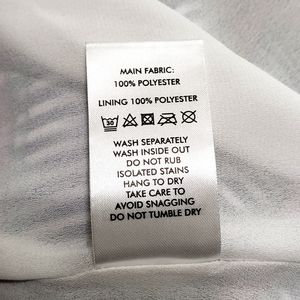 MAIN FABRIC:
100% POLYESTER
LINING 100% POLYESTER
30
WASH SEPARATELY
WASH INSIDE OUT
DO NOT RUB
ISOLATED STAINS
HANG TO DRY
TAKE CARE TO
AVOID SNAGGING
DO NOT TUMBLE DRY